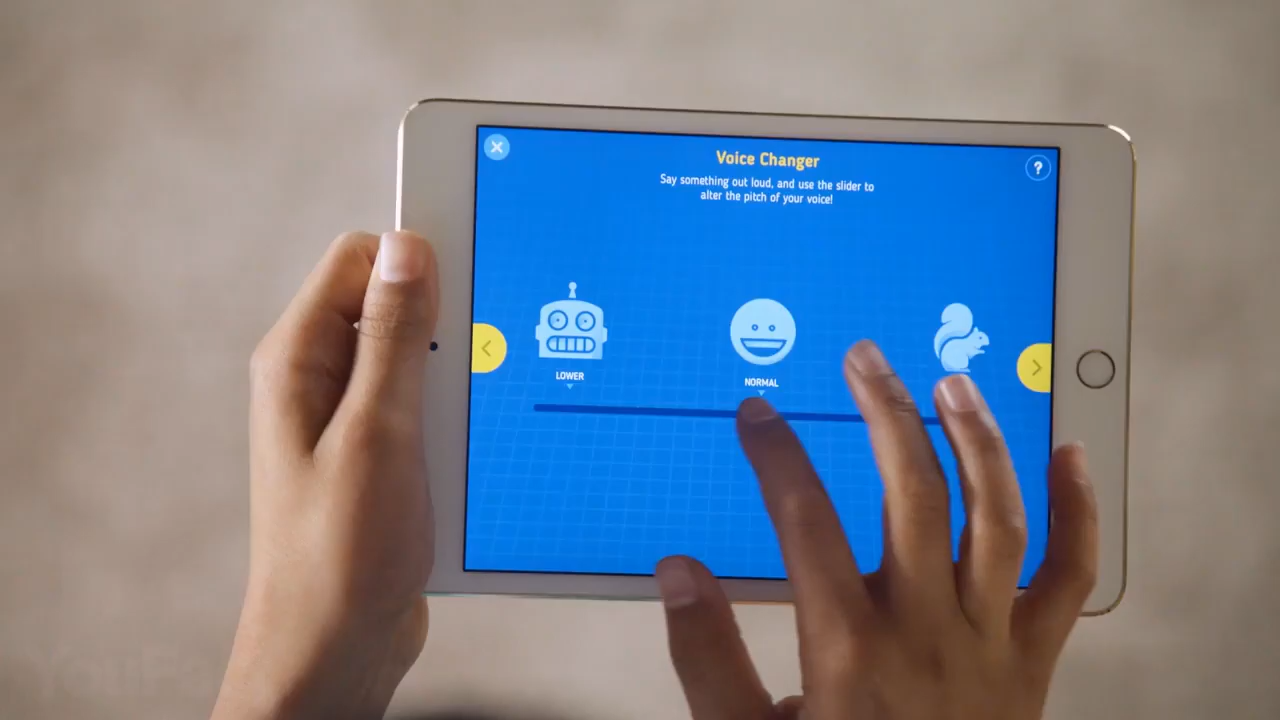 Voice Changer
?
Say something out loud, and use the slider to
alter the pitch of your voice!
LOWER
NORMAL